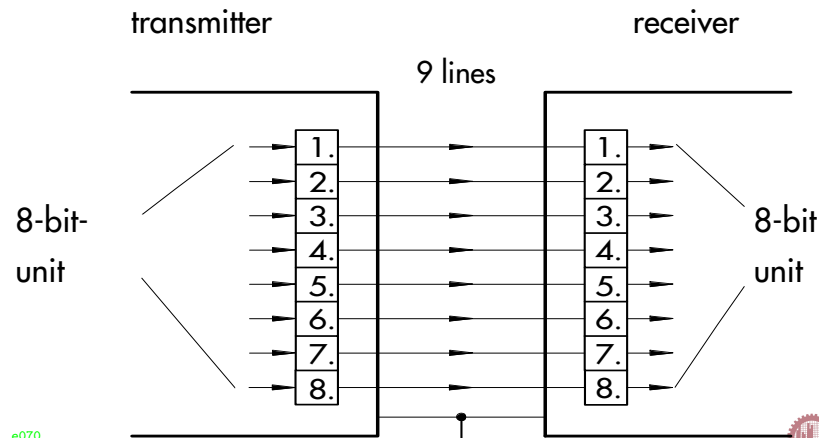 transmitter
receiver
9 lines
1.
2.
3.
4.
5.
6.
7.
8.
1.
2.
3.
4.
5.
6.
7.
8.
8-bit-
unit
8-bit
unit
e070